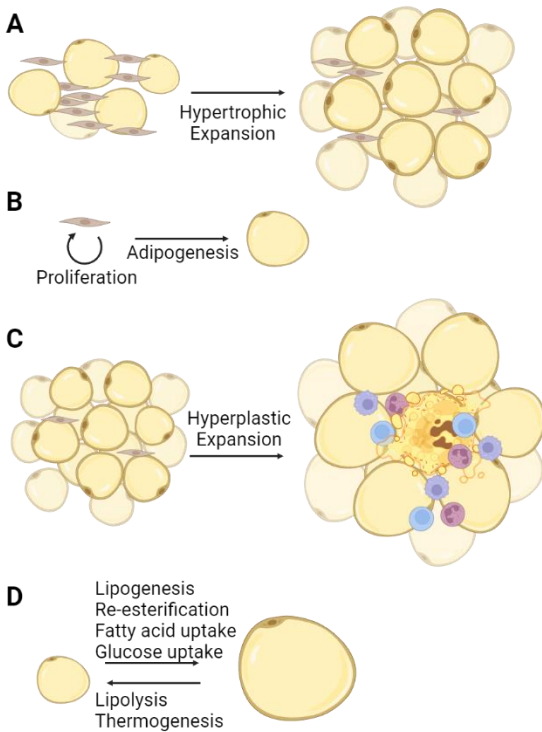 A
Hypertrophic
Expansion
B
Proliferation
Adipogenesis
C
Hyperplastic
Expansion
D
Lipogenesis
Re-esterification
Fatty acid uptake
Glucose uptake
Lipolysis
Thermogenesis